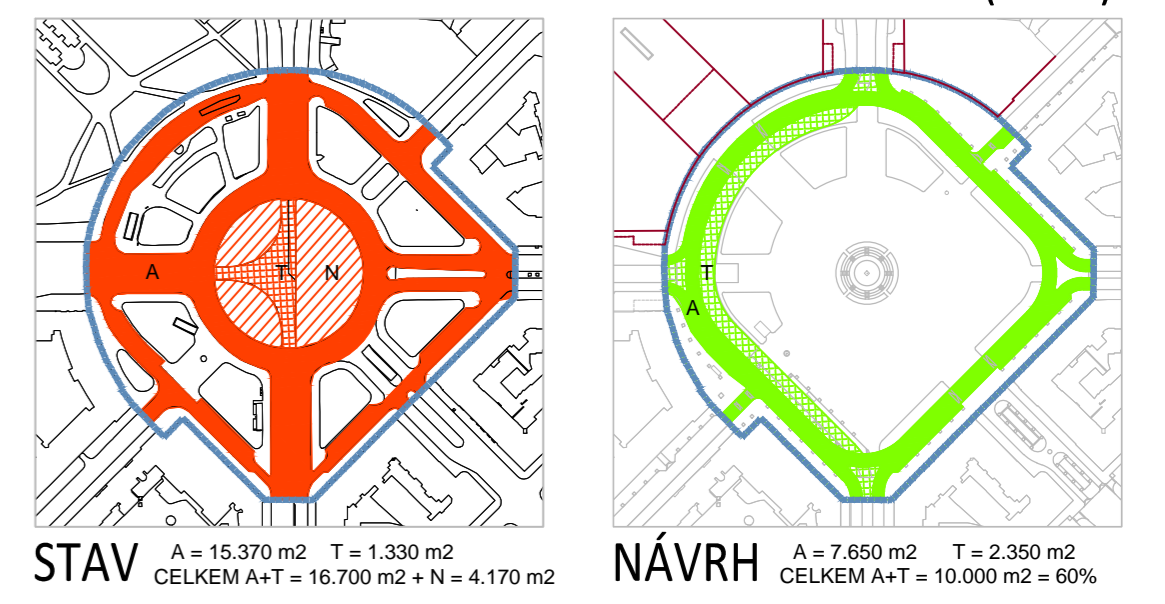 A
T
N
T
A
STAV
A = 15.370 m2 T = 1.330 m2
CELKEM A+T = 16.700 m2 + N = 4.170 m2
NÁVRH
A = 7.650 m2 T = 2.350 m2
CELKEM A+T = 10.000 m2 = 60%